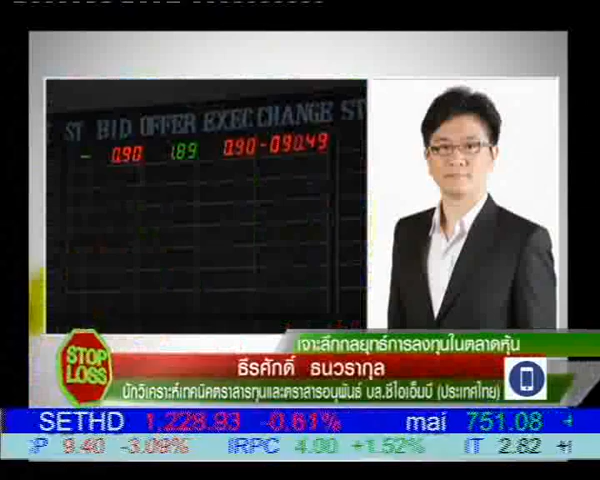 ST BID OFFER EXEC CHANGE ST
- 0.90 1.89 0.90 -0.90.49
เจาะลึกกลยุทธ์การลงทุนในตลาดหุ้น
STOP LOSS
ธีรศักดิ์ ธนวรากุล
นักวิเคราะห์เทคนิคตราสารทุนและตราสารอนุพันธ์ บล.ซีไอเอ็มบี (ประเทศไทย)
SETHD 1,228.93 -0.61% mai 751.08 +
:P 9.40 -3.09% IRPC 4.00 +1.52% IT 2.82 +